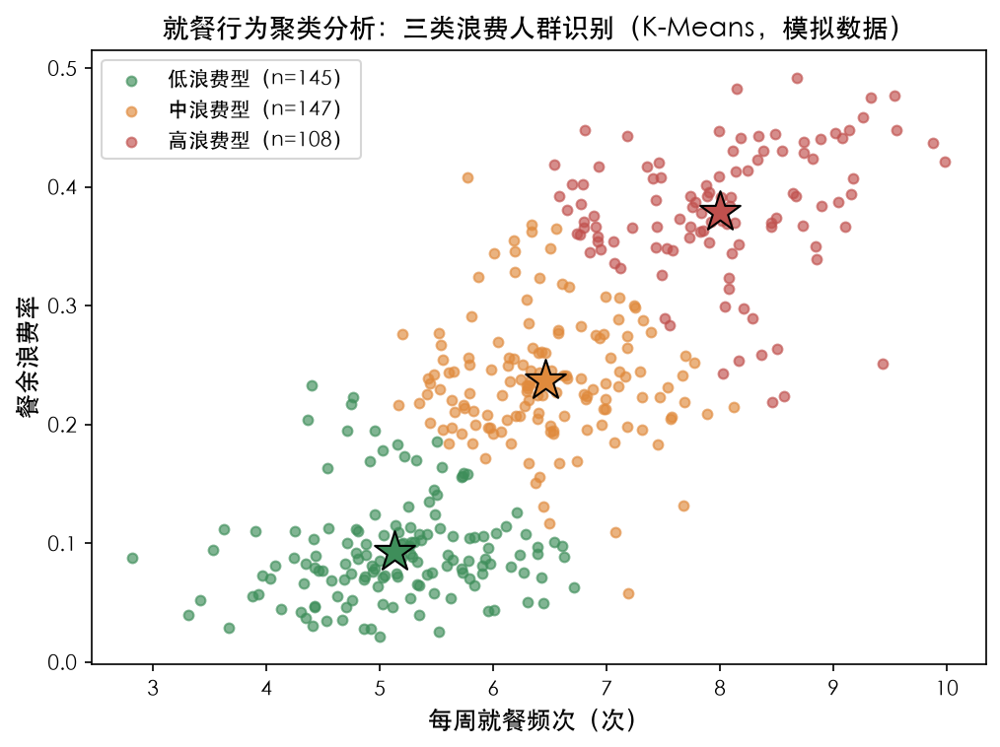 就餐行为聚类分析：三类浪费人群识别（K-Means，模拟数据）
低浪费型（n=145）
中浪费型（n=147）
高浪费型（n=108）
餐余浪费率
0.5
0.4
0.3
0.2
0.1
0.0
3 4 5 6 7 8 9 10
每周就餐频次（次）